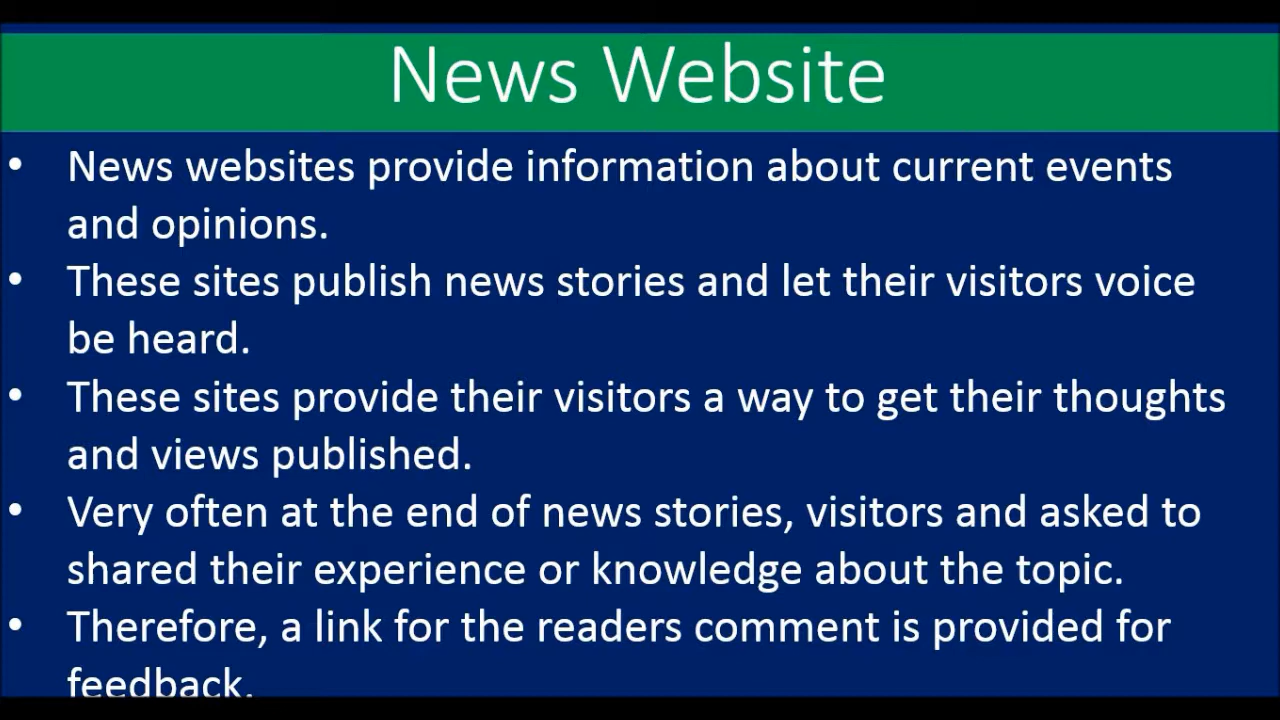 News Website
• News websites provide information about current events
and opinions.
• These sites publish news stories and let their visitors voice
be heard.
• These sites provide their visitors a way to get their thoughts
and views published.
• Very often at the end of news stories, visitors and asked to
shared their experience or knowledge about the topic.
• Therefore, a link for the readers comment is provided for
feedback.